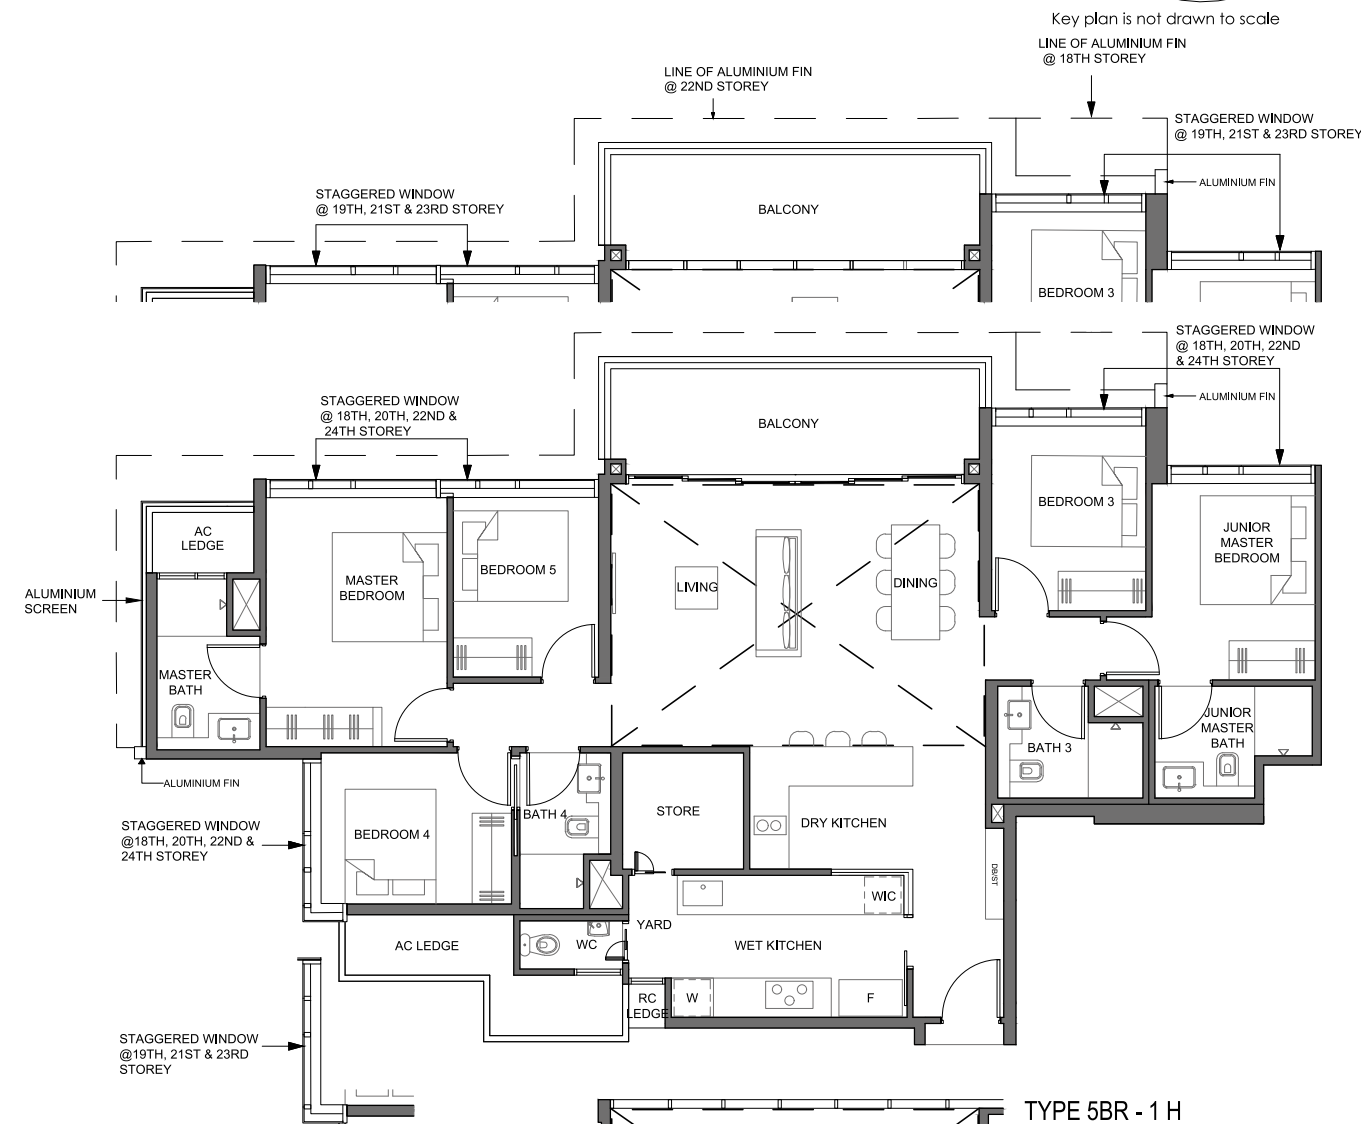 Key plan is not drawn to scale
LINE OF ALUMINIUM FIN
@ 18TH STOREY
LINE OF ALUMINIUM FIN
@ 22ND STOREY
STAGGERED WINDOW
@ 19TH, 21ST & 23RD STOREY
ALUMINIUM FIN
STAGGERED WINDOW
@ 19TH, 21ST & 23RD STOREY
BALCONY
BEDROOM 3
STAGGERED WINDOW
@ 18TH, 20TH, 22ND
& 24TH STOREY
ALUMINIUM FIN
STAGGERED WINDOW
@ 18TH, 20TH, 22ND &
24TH STOREY
BALCONY
AC
LEDGE
BEDROOM 3
JUNIOR
MASTER
BEDROOM
MASTER
BEDROOM
BEDROOM 5
LIVING
DINING
ALUMINIUM
SCREEN
MASTER
BATH
JUNIOR
MASTER
BATH
BATH 3
ALUMINIUM FIN
STAGGERED WINDOW
@18TH, 20TH, 22ND &
24TH STOREY
BEDROOM 4
BATH 4
STORE
DRY KITCHEN
DB/ST
WIC
YARD
AC LEDGE
WC
WET KITCHEN
RC
LEDGE
W
F
STAGGERED WINDOW
@19TH, 21ST & 23RD
STOREY
TYPE 5BR - 1 H